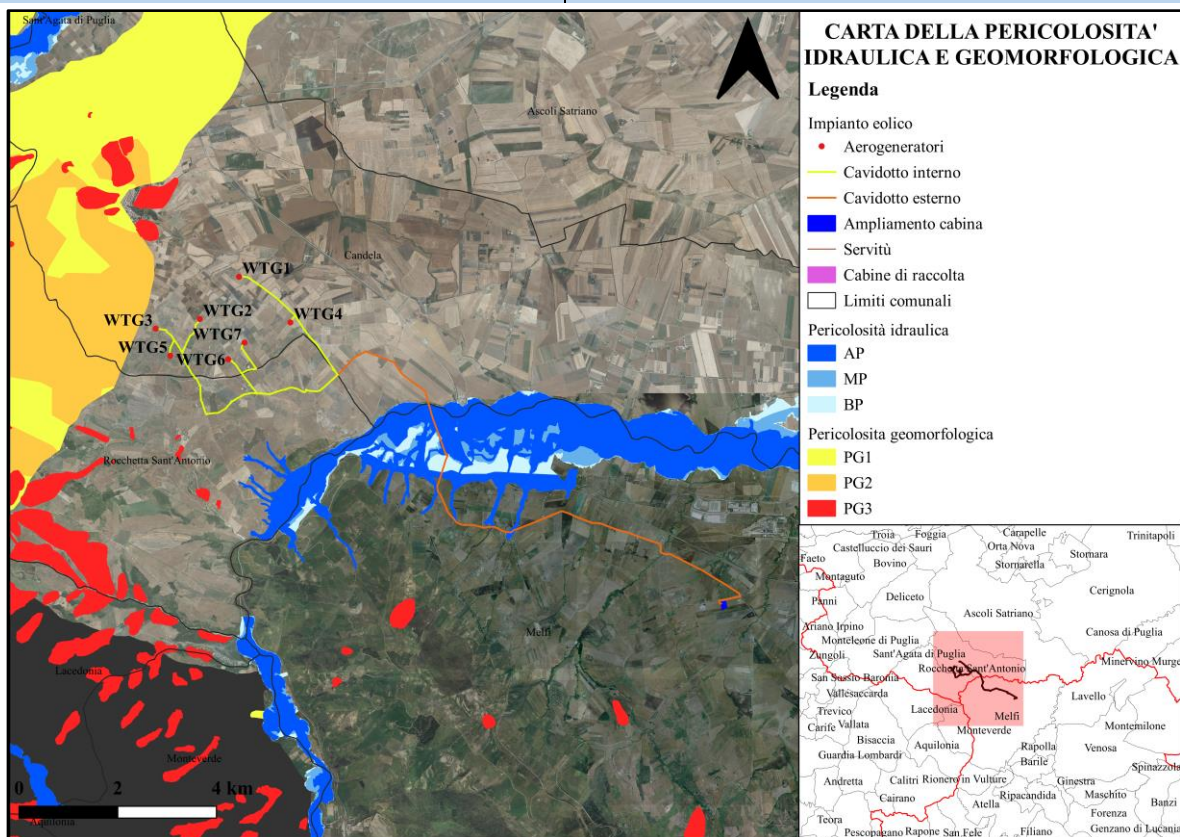 Sant'Agata di Puglia
Ascoli Satriano
Candela
WTG1
WTG2
WTG3
WTG4
WTG7
WTG5
WTG6
Rocchetta Sant'Antonio
Melfi
Lacedonia
Monteverde
Aquilonia
0 2 4 km
CARTA DELLA PERICOLOSITA'
IDRAULICA E GEOMORFOLOGICA
Legenda
Impianto eolico
Aerogeneratori
Cavidotto interno
Cavidotto esterno
Ampliamento cabina
Servitù
Cabine di raccolta
Limiti comunali
Pericolosità idraulica
AP
MP
BP
Pericolosita geomorfologica
PG1
PG2
PG3
Troia Foggia Carapelle Trinitapoli
Castelluccio dei Sauri Orta Nova
Faeto Bovino Stornarella Stornara
Montaguto
Panni Deliceto Cerignola
Ascoli Satriano
Ariano Irpino
Monteleone di Puglia Canosa di Puglia
Zungoli Sant'Agata di Puglia
Rocchetta Sant'Antonio Minervino Murge
San Sossio Baronia
Vallesaccarda Lavello
Trevico Lacedonia Melfi
Carife Vallata Monteverde Montemilone
Bisaccia Aquilonia Rapolla Venosa
Guardia Lombardi Barile Spinazzola
Andretta Calitri Rionero in Vulture Ginestra
Cairano Ripacandida Maschito Banzi
Teora Atella Forenza
Pescopagano Rapone San Fele Filiano Genzano di Lucania